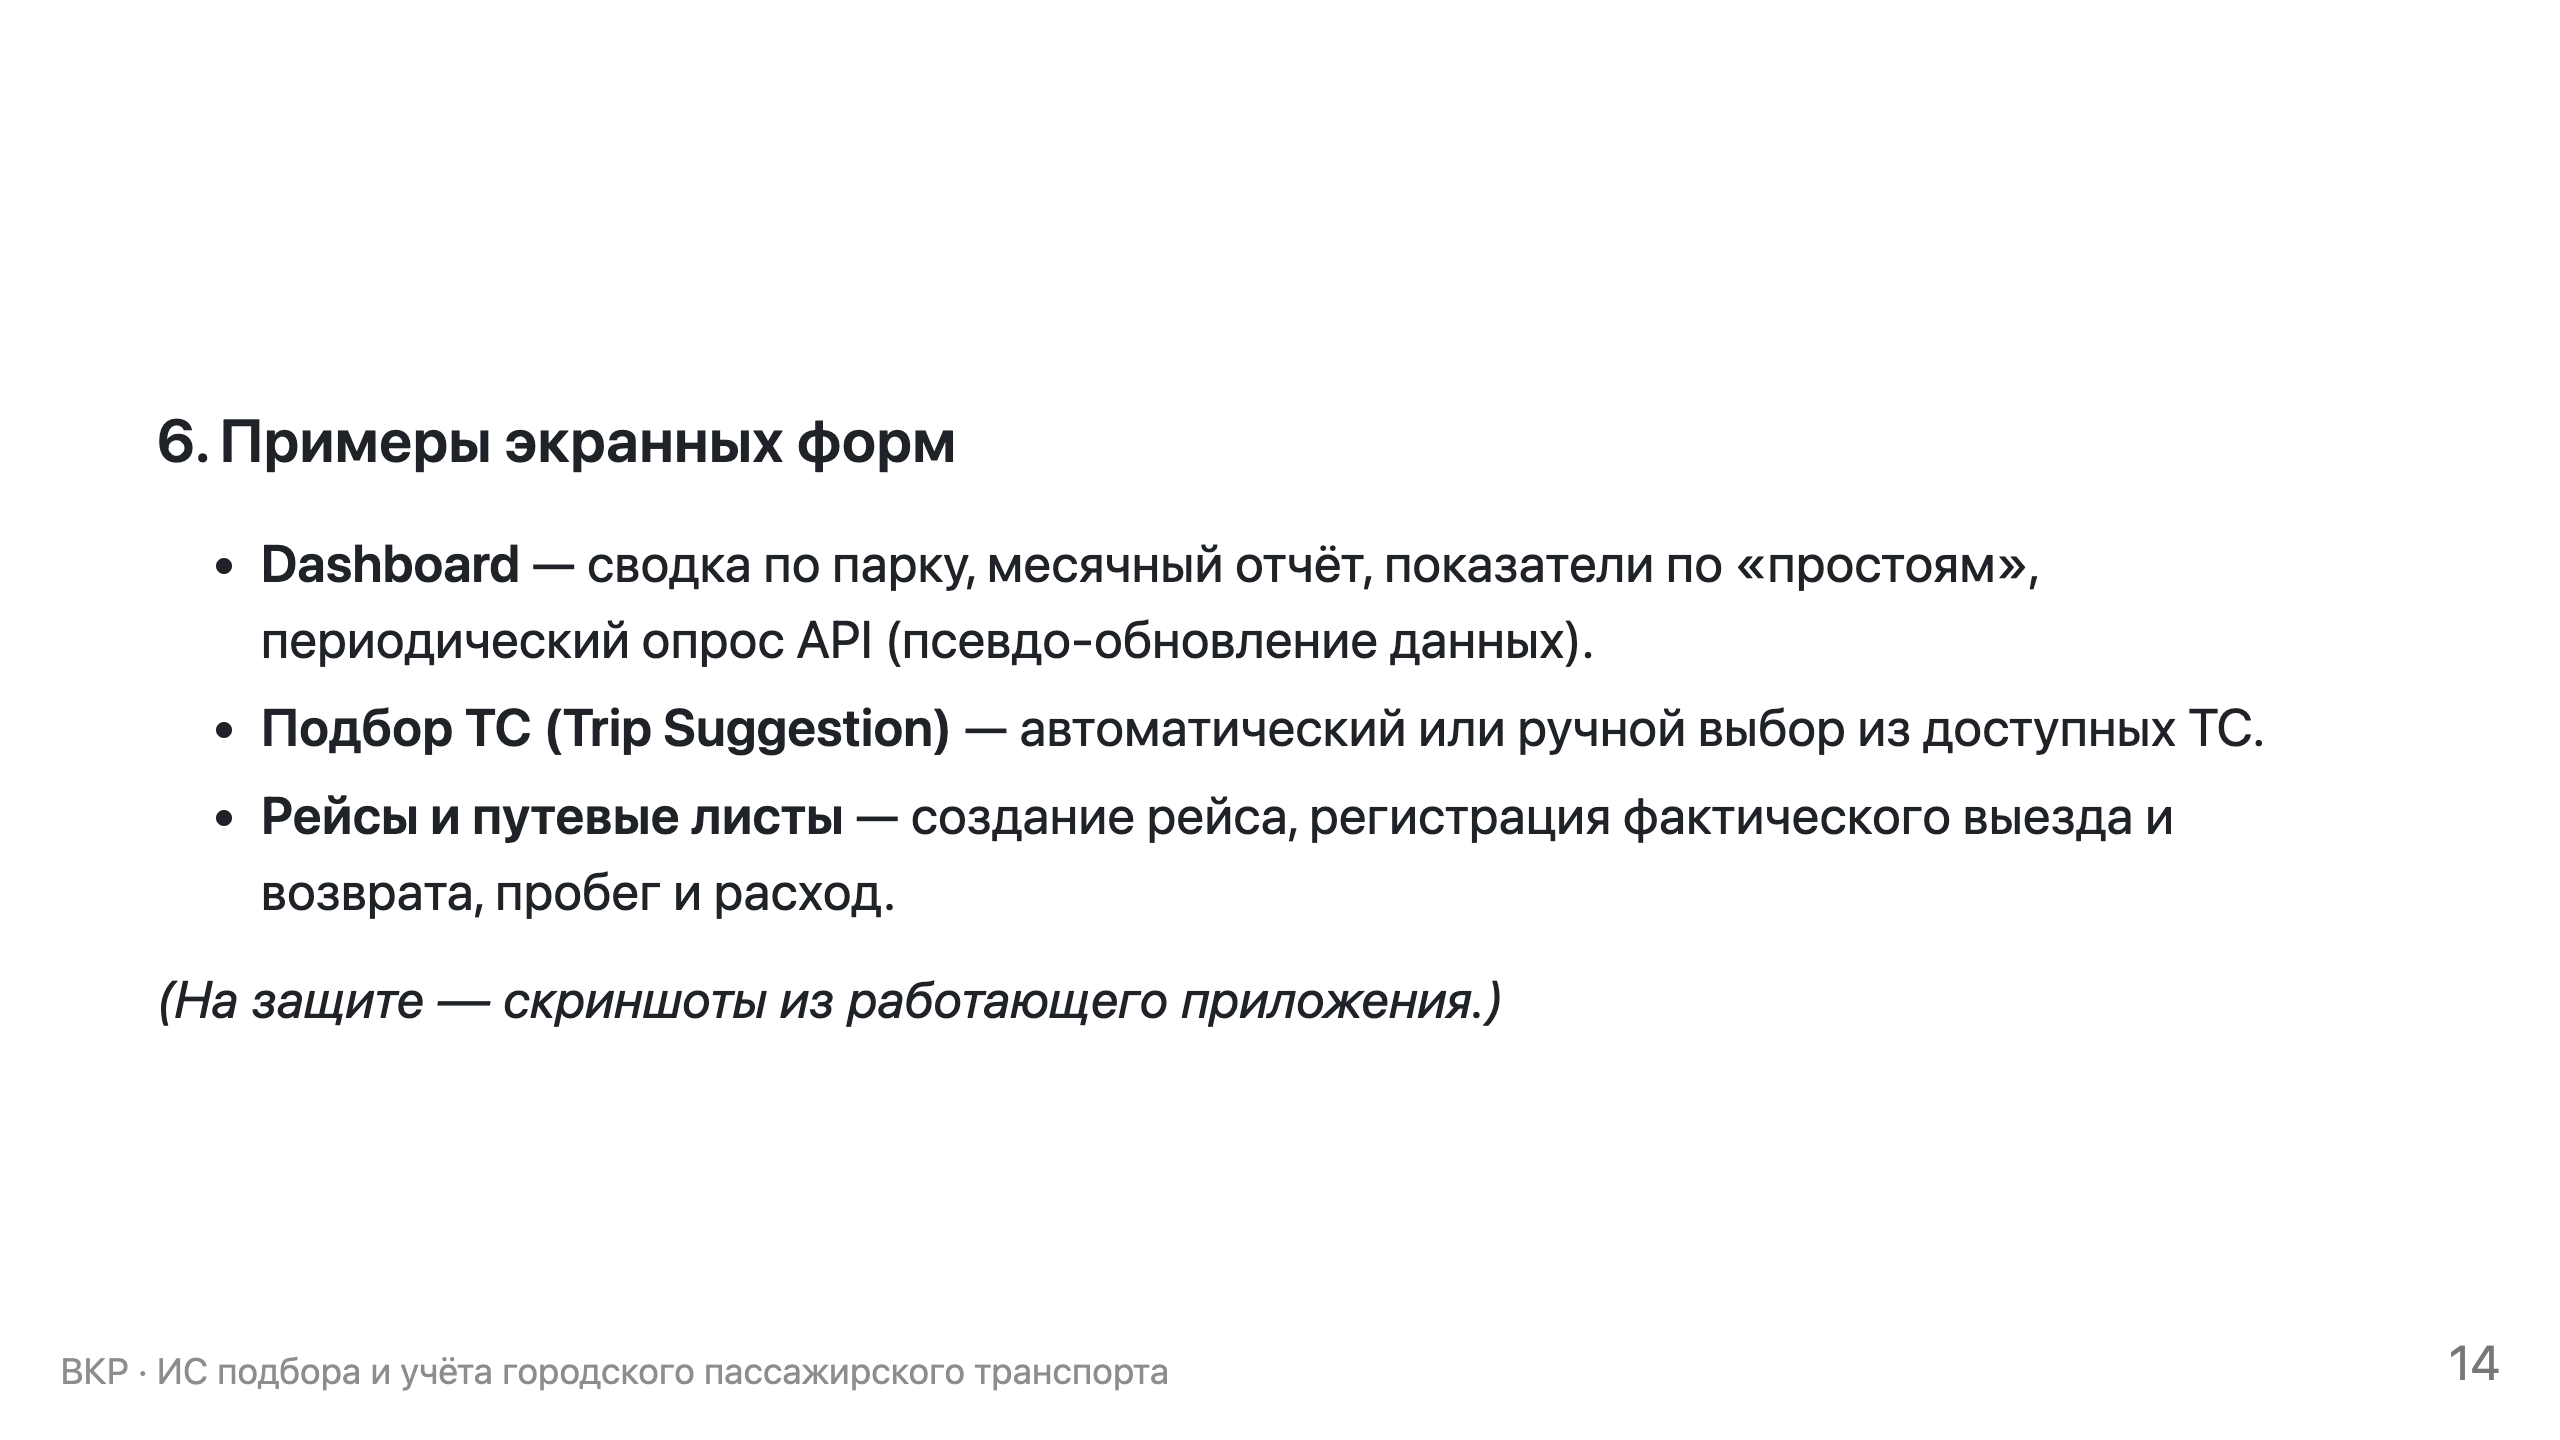 6. Примеры экранных форм
• Dashboard — сводка по парку, месячный отчёт, показатели по «простоям»,
периодический опрос API (псевдо-обновление данных).
• Подбор ТС (Trip Suggestion) — автоматический или ручной выбор из доступных ТС.
• Рейсы и путевые листы — создание рейса, регистрация фактического выезда и
возврата, пробег и расход.
(На защите — скриншоты из работающего приложения.)
ВКР · ИС подбора и учёта городского пассажирского транспорта
14